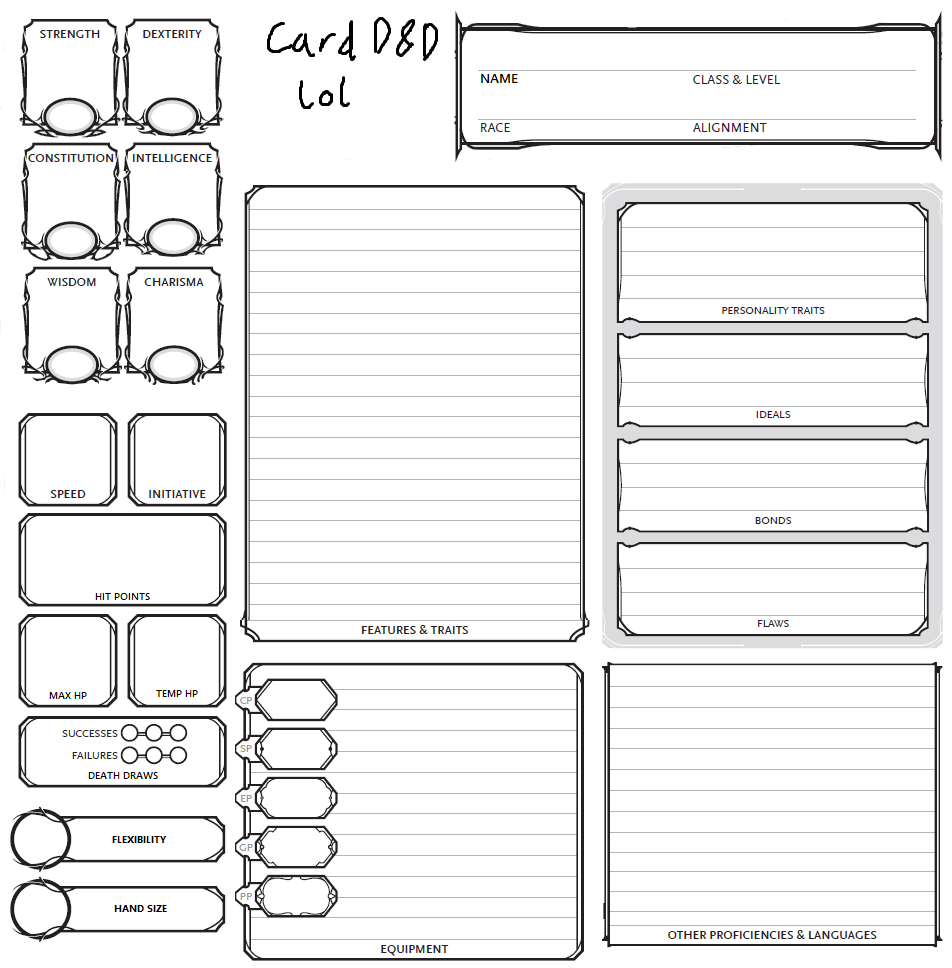 Card D&D
lol
NAME
CLASS & LEVEL
RACE
ALIGNMENT
STRENGTH
DEXTERITY
CONSTITUTION
INTELLIGENCE
WISDOM
CHARISMA
SPEED
INITIATIVE
HIT POINTS
MAX HP
TEMP HP
SUCCESSES
FAILURES
DEATH DRAWS
FLEXIBILITY
HAND SIZE
FEATURES & TRAITS
CP
SP
EP
GP
PP
EQUIPMENT
PERSONALITY TRAITS
IDEALS
BONDS
FLAWS
OTHER PROFICIENCIES & LANGUAGES